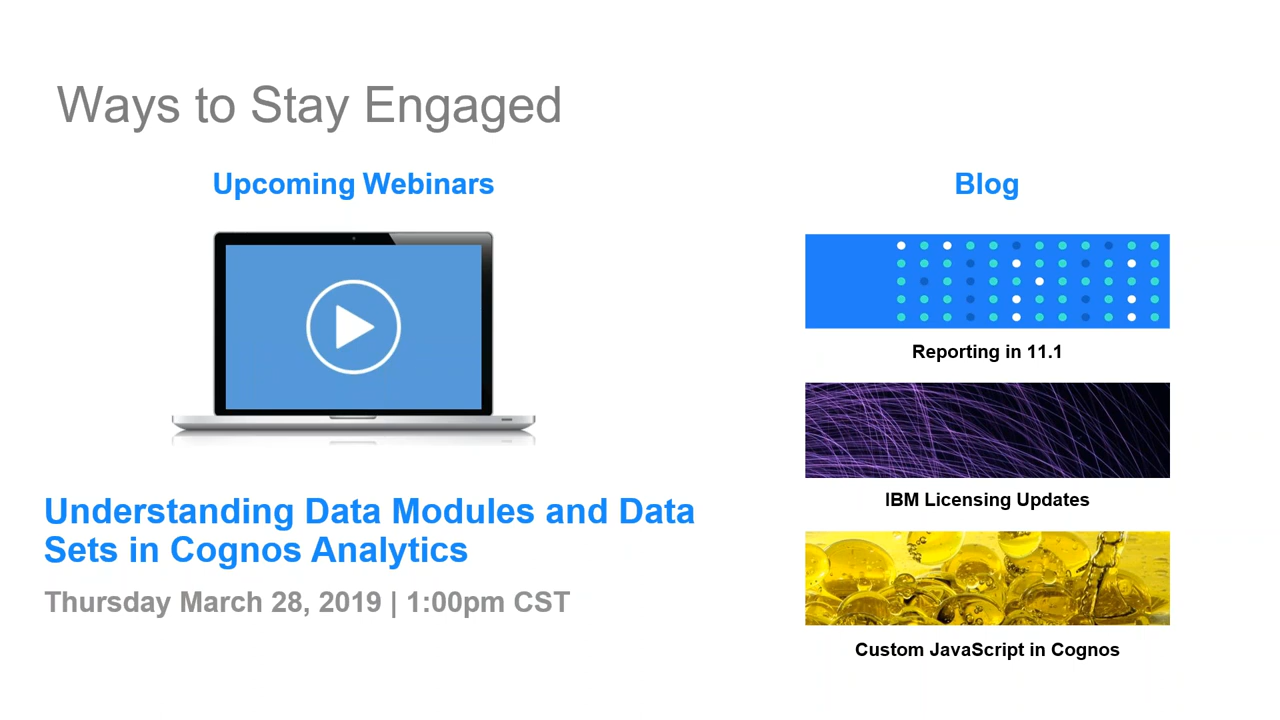 Ways to Stay Engaged
Upcoming Webinars
Understanding Data Modules and Data
Sets in Cognos Analytics
Thursday March 28, 2019 | 1:00pm CST
Blog
Reporting in 11.1
IBM Licensing Updates
Custom JavaScript in Cognos